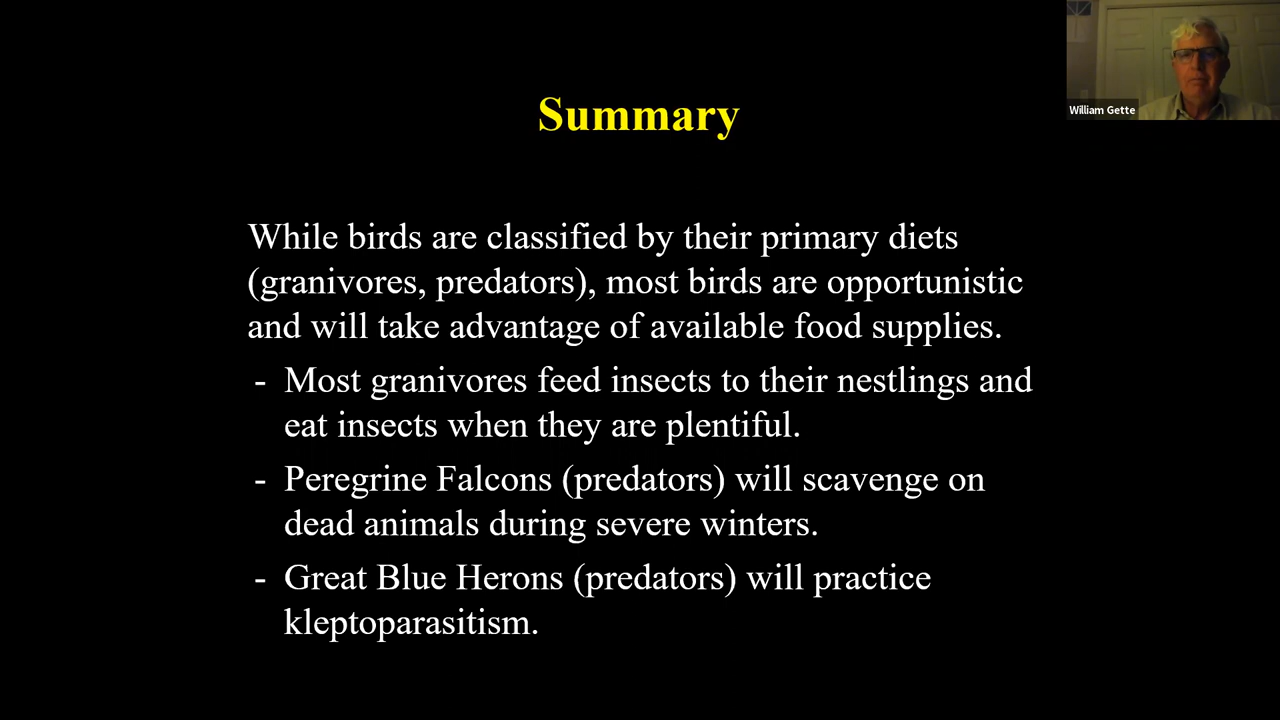 William Gette
Summary
While birds are classified by their primary diets
(granivores, predators), most birds are opportunistic
and will take advantage of available food supplies.
- Most granivores feed insects to their nestlings and
eat insects when they are plentiful.
- Peregrine Falcons (predators) will scavenge on
dead animals during severe winters.
- Great Blue Herons (predators) will practice
kleptoparasitism.